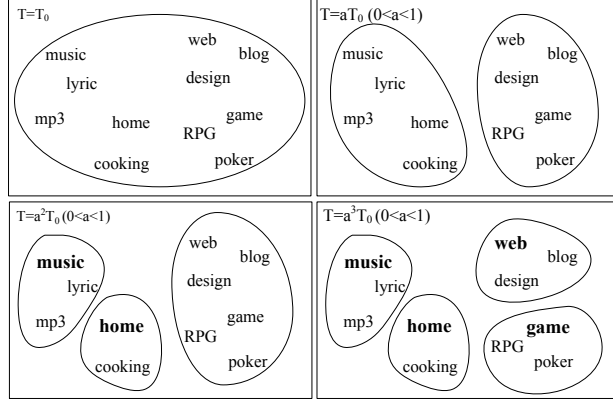 T=T₀
music
web
blog
lyric
design
mp3
home
game
RPG
cooking
poker
T=aT₀ (0<a<1)
music
web
blog
lyric
design
mp3
home
game
RPG
cooking
poker
T=a²T₀ (0<a<1)
music
web
blog
lyric
design
mp3
home
game
RPG
cooking
poker
T=a³T₀ (0<a<1)
music
web
blog
lyric
design
mp3
home
game
RPG
cooking
poker